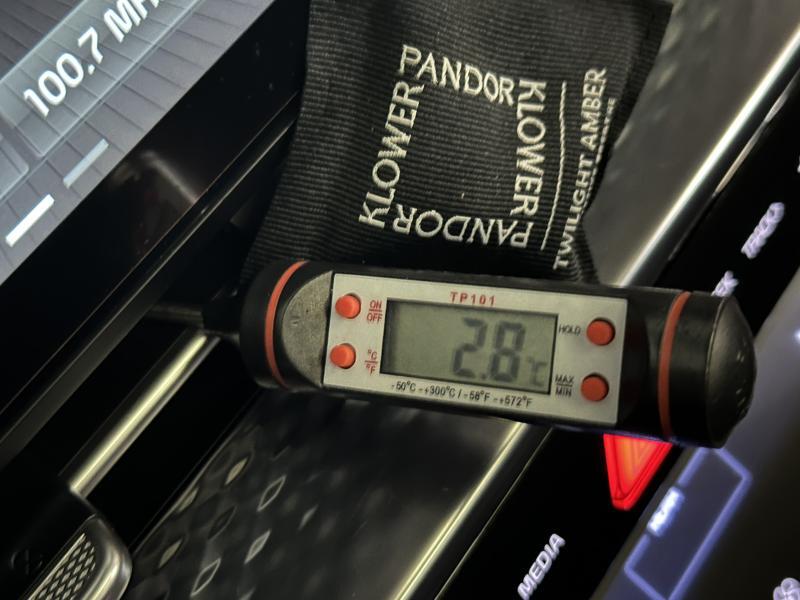 100.7 MH
PANDOR
KLOWER
KLOWER
PANDOR
TWILIGHT AMBER
TP101
ON
OFF
°C
°F
2.8°C
HOLD
MAX
MIN
-50°C~+300°C/-58°F~+572°F
MEDIA